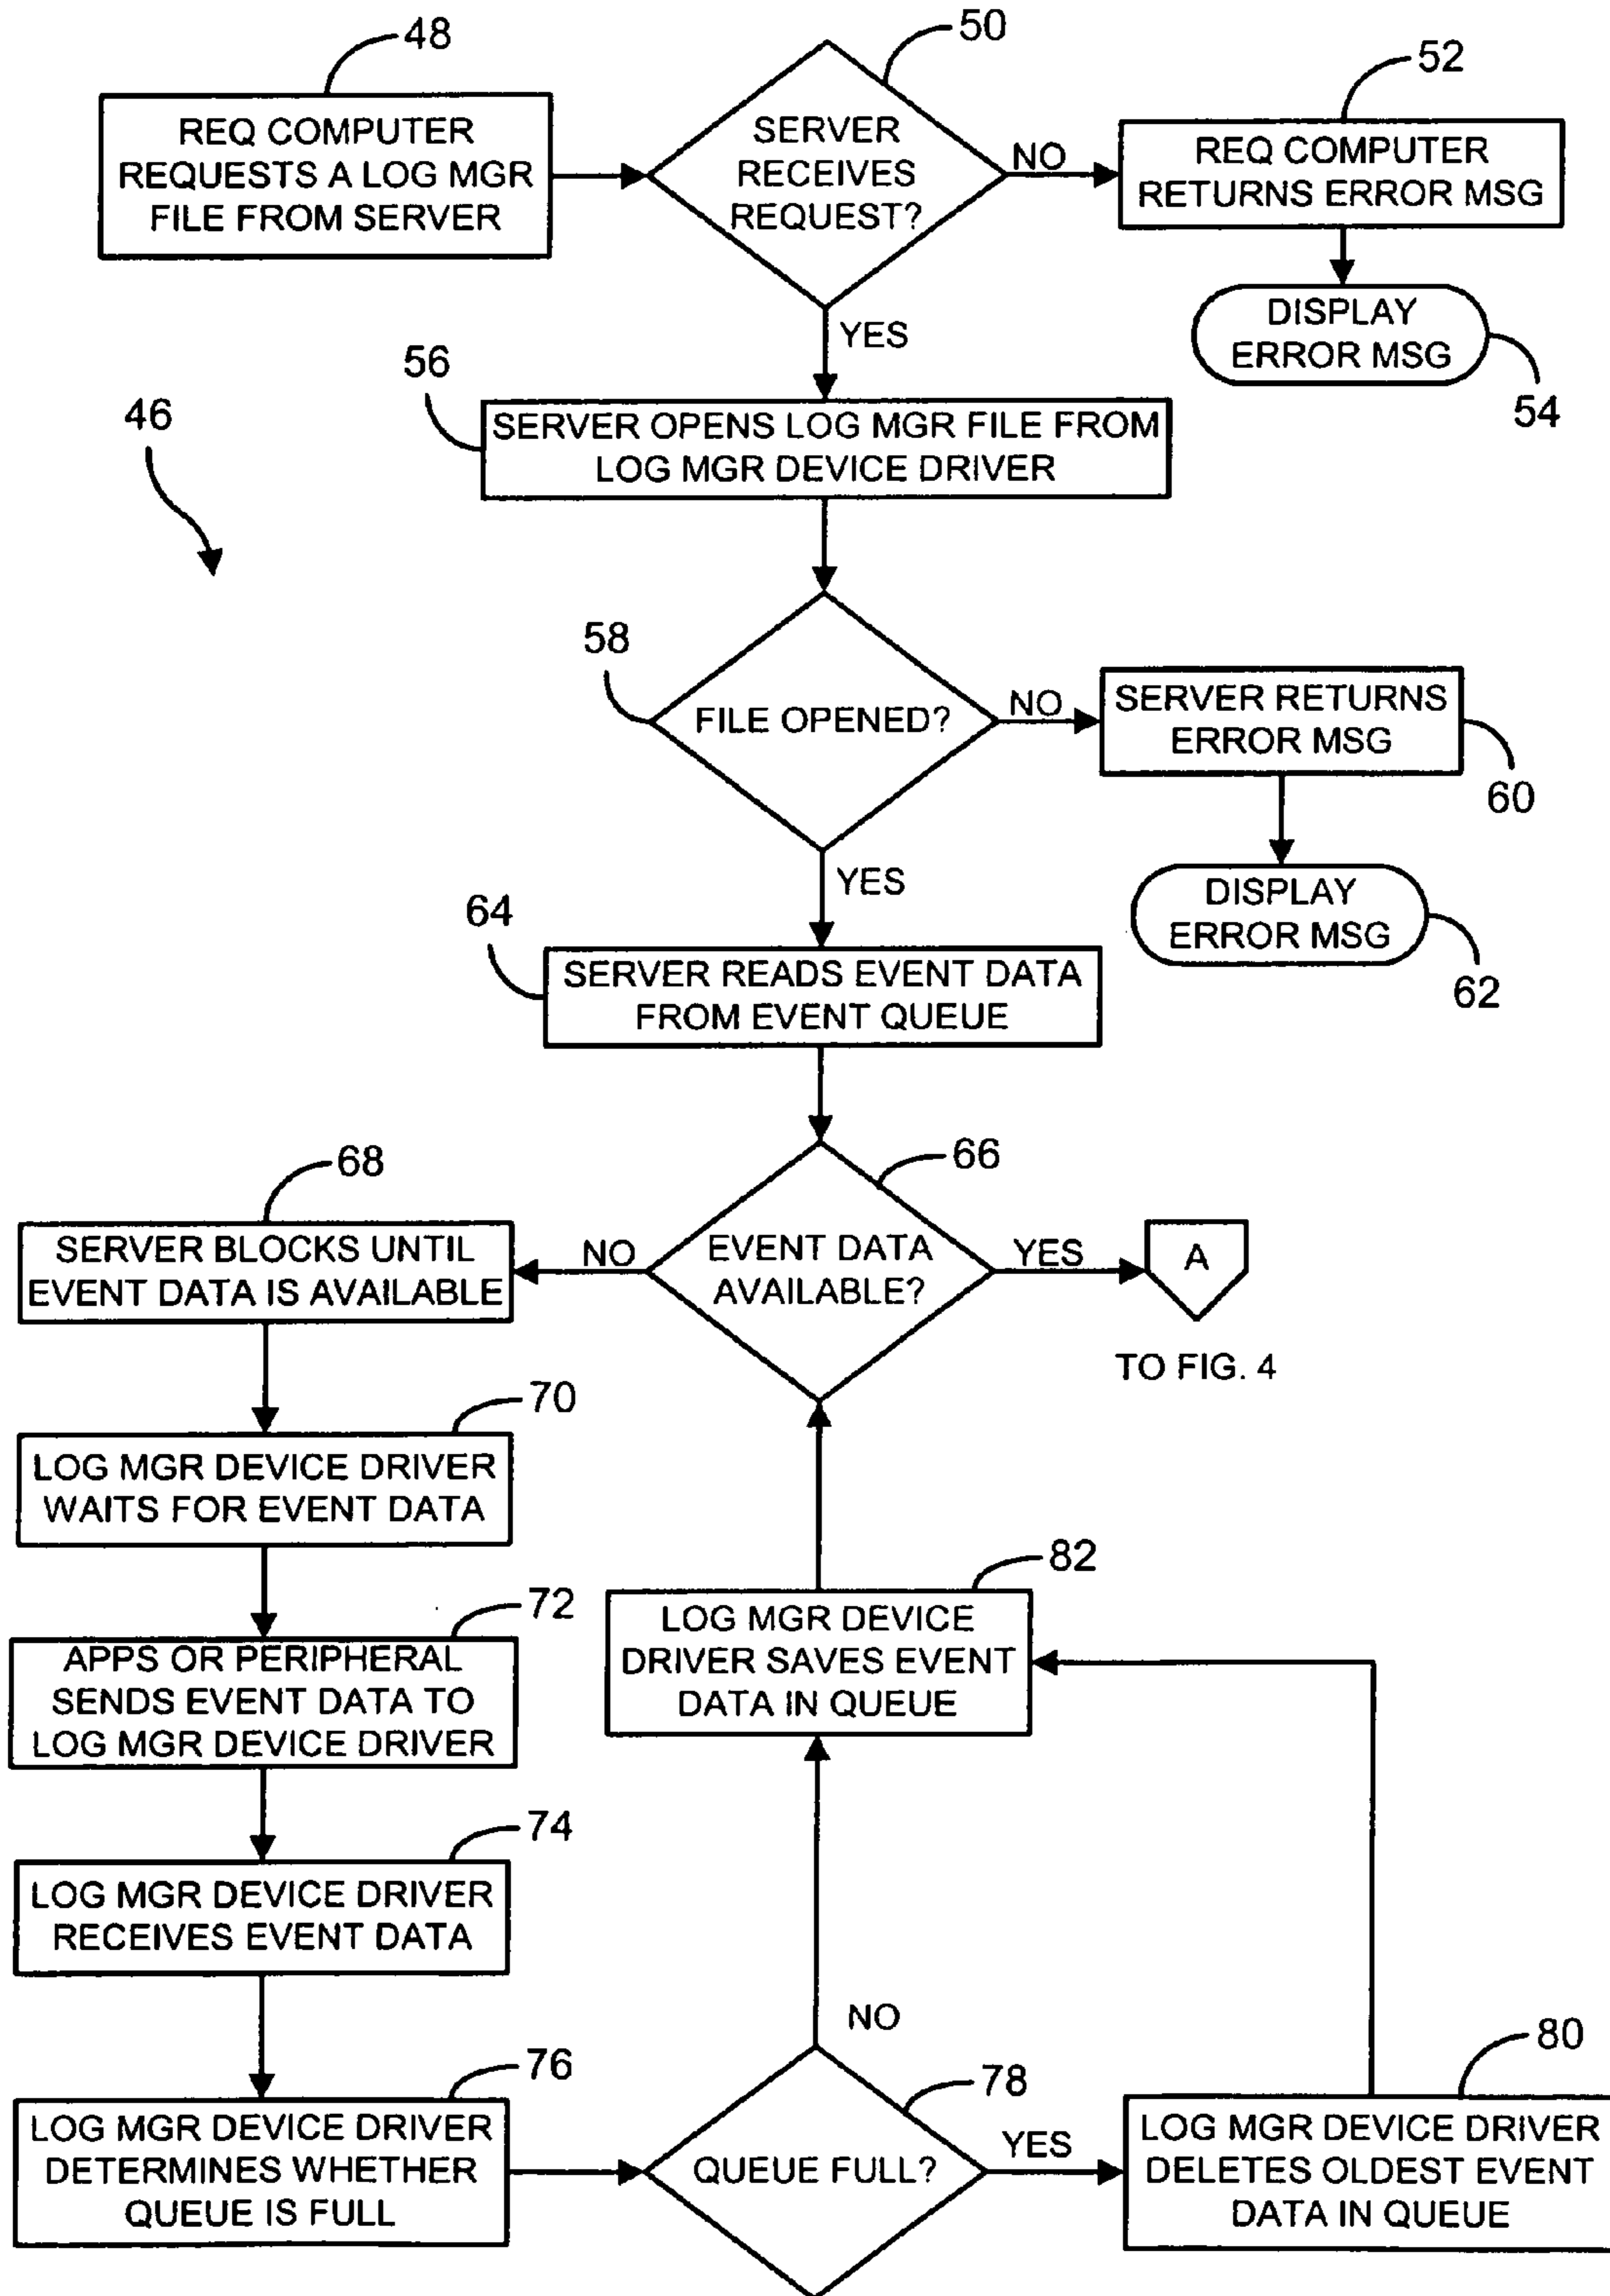 48
50
52
REQ COMPUTER
REQUESTS A LOG MGR
FILE FROM SERVER
SERVER
RECEIVES
REQUEST?
NO
REQ COMPUTER
RETURNS ERROR MSG
YES
DISPLAY
ERROR MSG
54
56
46
SERVER OPENS LOG MGR FILE FROM
LOG MGR DEVICE DRIVER
58
FILE OPENED?
NO
SERVER RETURNS
ERROR MSG
60
YES
DISPLAY
ERROR MSG
62
64
SERVER READS EVENT DATA
FROM EVENT QUEUE
66
68
SERVER BLOCKS UNTIL
EVENT DATA IS AVAILABLE
NO
EVENT DATA
AVAILABLE?
YES
A
TO FIG. 4
70
LOG MGR DEVICE DRIVER
WAITS FOR EVENT DATA
72
APPS OR PERIPHERAL
SENDS EVENT DATA TO
LOG MGR DEVICE DRIVER
82
LOG MGR DEVICE
DRIVER SAVES EVENT
DATA IN QUEUE
74
LOG MGR DEVICE DRIVER
RECEIVES EVENT DATA
76
LOG MGR DEVICE DRIVER
DETERMINES WHETHER
QUEUE IS FULL
NO
78
QUEUE FULL?
YES
80
LOG MGR DEVICE DRIVER
DELETES OLDEST EVENT
DATA IN QUEUE